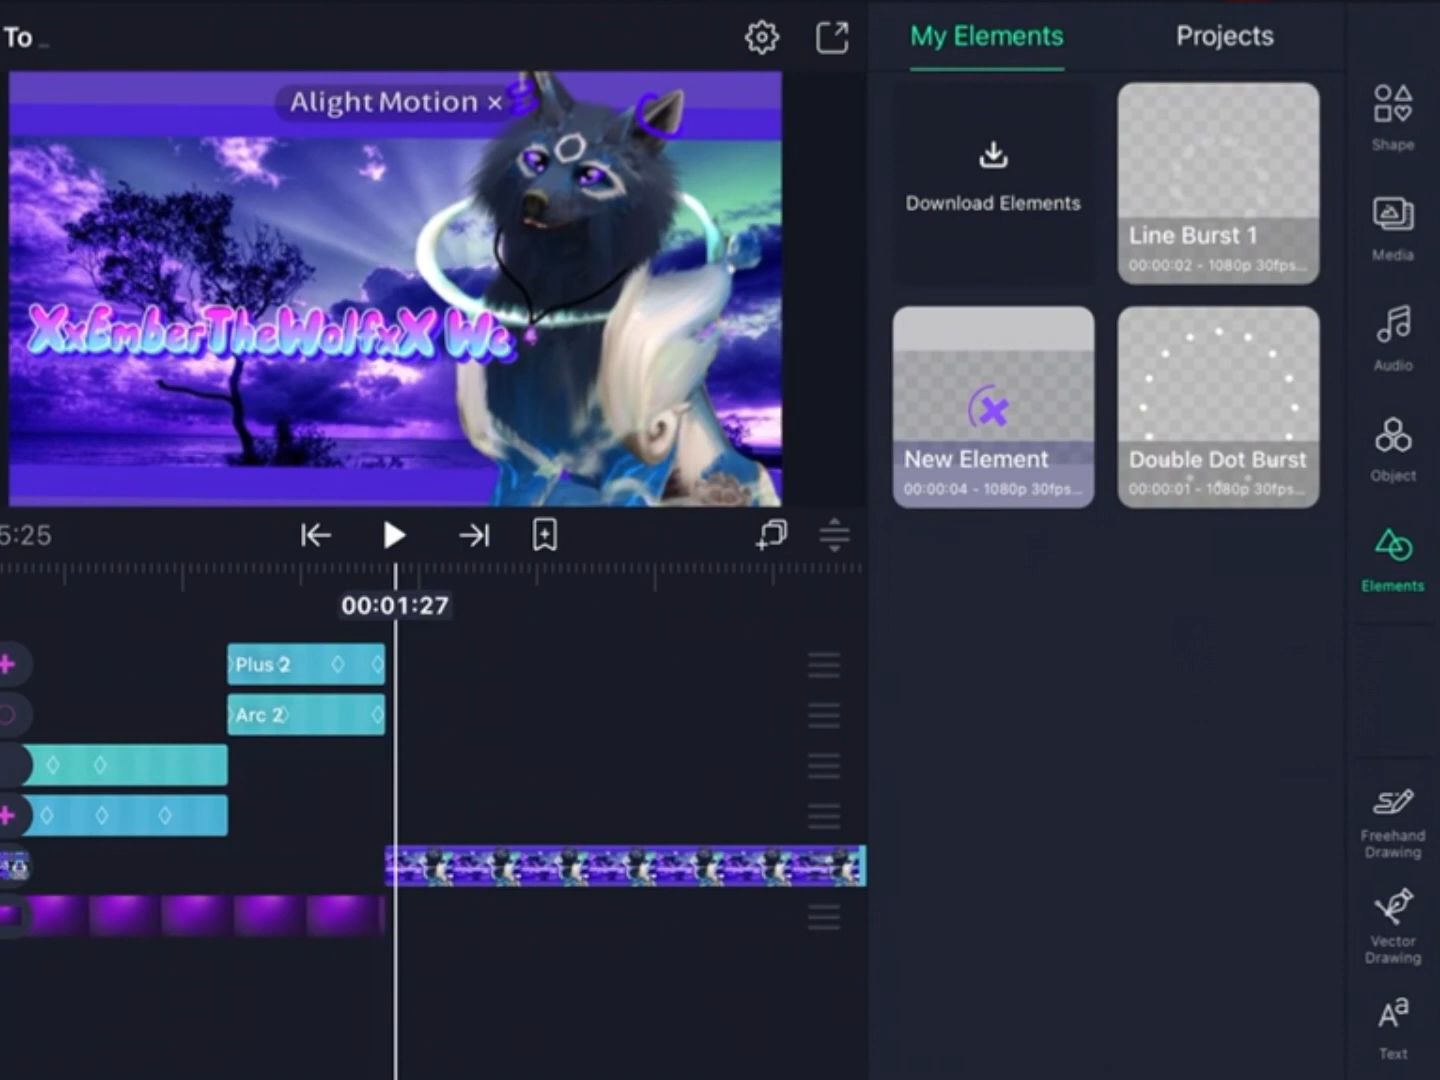 To
My Elements
Projects
Alight Motion ×
XxEmberTheWolfxX We
Download Elements
Line Burst 1
00:00:02 - 1080p 30fps...
New Element
00:00:04 - 1080p 30fps...
Double Dot Burst
00:00:01 - 1080p 30fps...
Shape
Media
Audio
Object
Elements
Freehand
Drawing
Vector
Drawing
Aa
Text
5:25
00:01:27
Plus 2
Arc 2